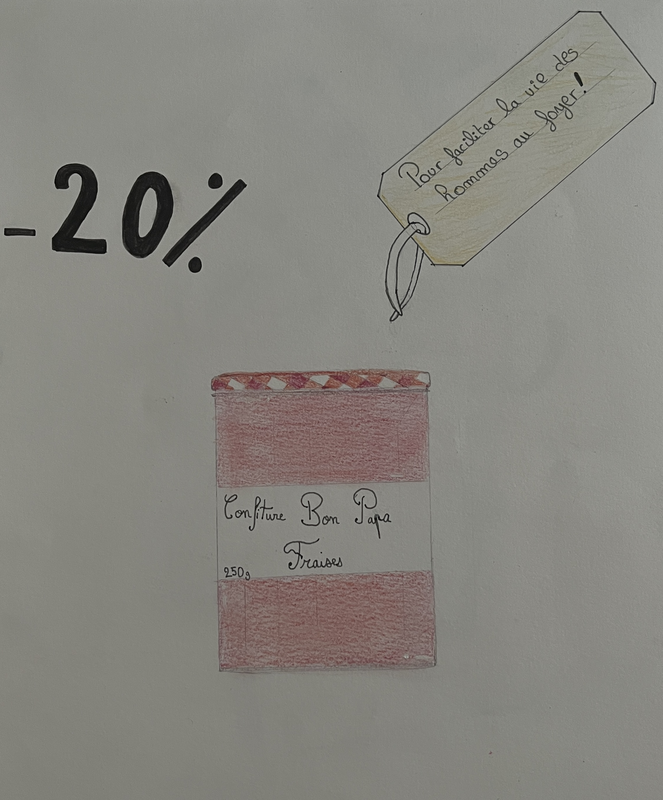 -20%
Pour faciliter la vie des
hommes au foyer!
Confiture Bon Papa
Fraises
250g